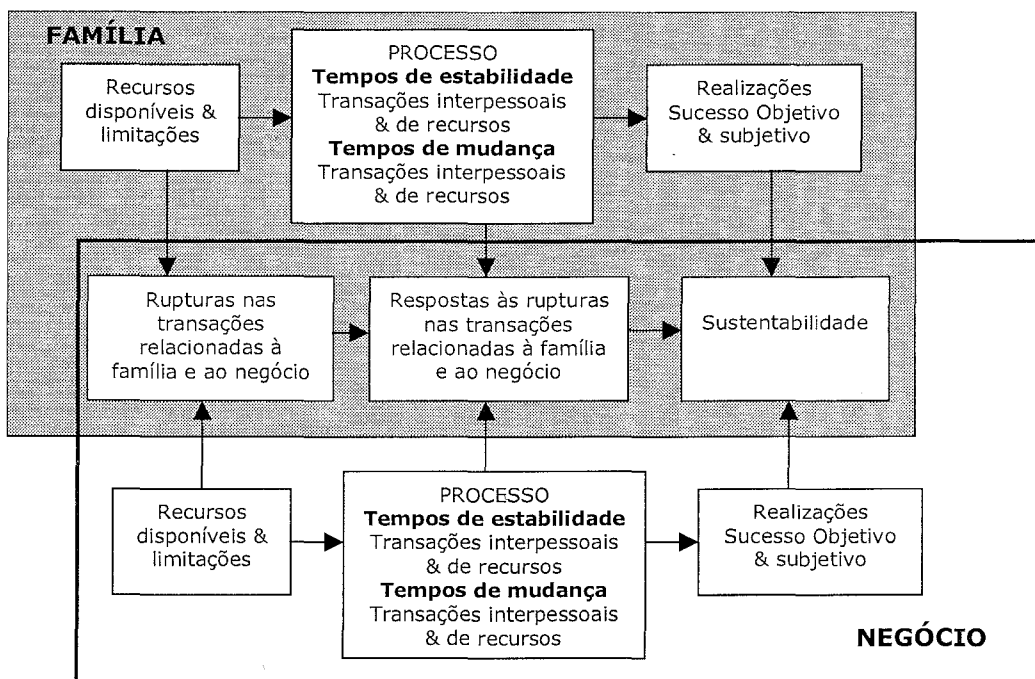 FAMÍLIA
Recursos
disponíveis &
limitações
PROCESSO
Tempos de estabilidade
Transações interpessoais
& de recursos
Tempos de mudança
Transações interpessoais
& de recursos
Realizações
Sucesso Objetivo
& subjetivo
Rupturas nas
transações
relacionadas à
família e ao negócio
Respostas às rupturas
nas transações
relacionadas à família
e ao negócio
Sustentabilidade
Recursos
disponíveis &
limitações
PROCESSO
Tempos de estabilidade
Transações interpessoais
& de recursos
Tempos de mudança
Transações interpessoais
& de recursos
Realizações
Sucesso Objetivo
& subjetivo
NEGÓCIO